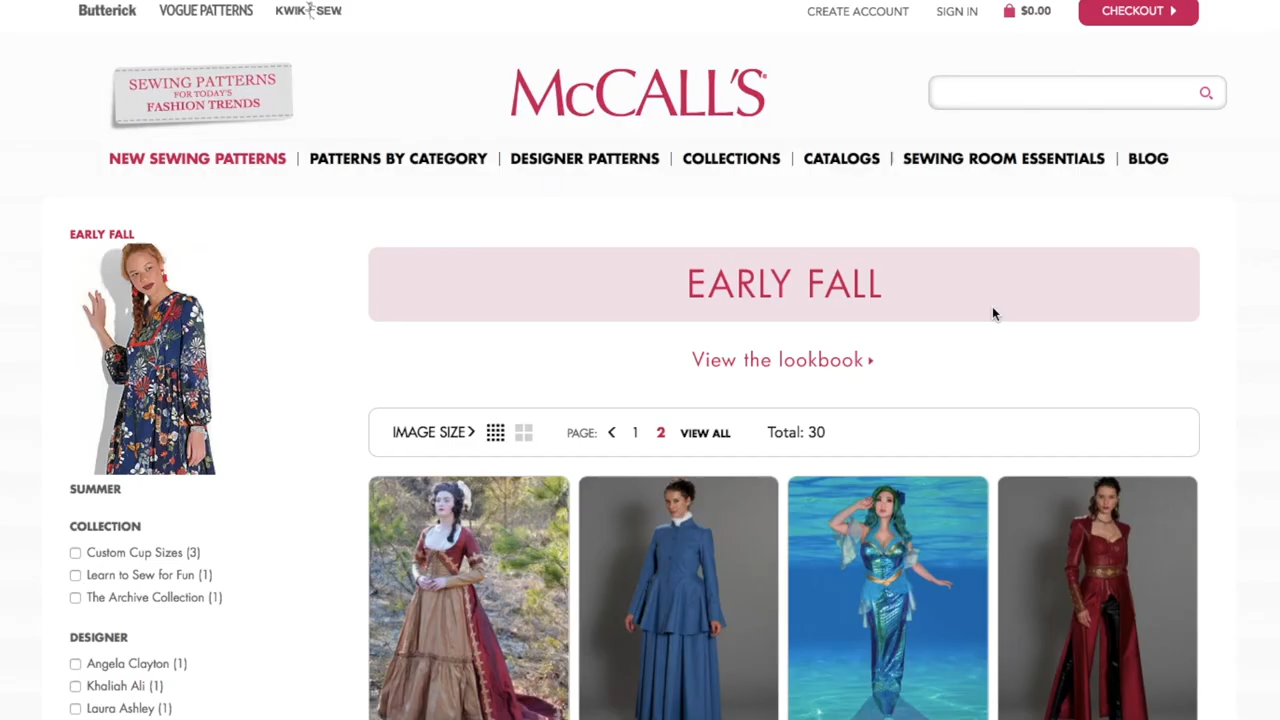 Butterick VOGUE PATTERNS KWIK SEW CREATE ACCOUNT SIGN IN $0.00 CHECKOUT
SEWING PATTERNS
FOR TODAY'S
FASHION TRENDS
McCALL'S
NEW SEWING PATTERNS | PATTERNS BY CATEGORY | DESIGNER PATTERNS | COLLECTIONS | CATALOGS | SEWING ROOM ESSENTIALS | BLOG
EARLY FALL
SUMMER
COLLECTION
Custom Cup Sizes (3)
Learn to Sew for Fun (1)
The Archive Collection (1)
DESIGNER
Angela Clayton (1)
Khaliah Ali (1)
Laura Ashley (1)
EARLY FALL
View the lookbook
IMAGE SIZE> PAGE: < 1 2 VIEW ALL Total: 30